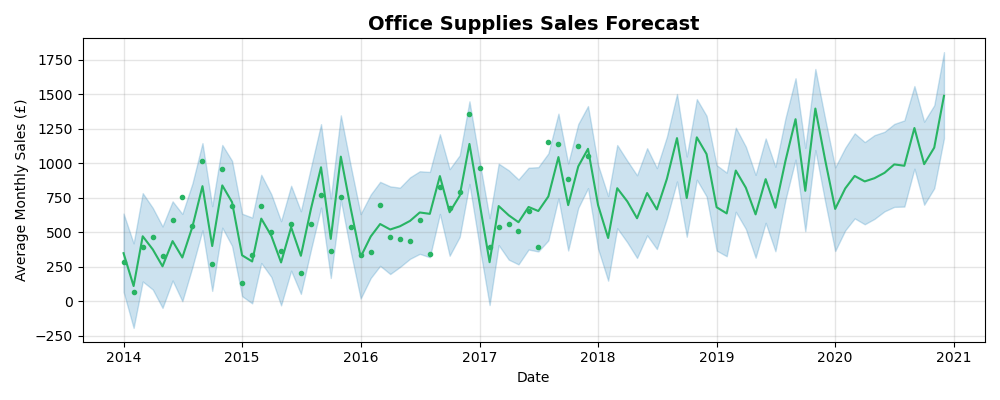 Office Supplies Sales Forecast
Average Monthly Sales (£)
1750
1500
1250
1000
750
500
250
0
−250
2014 2015 2016 2017 2018 2019 2020 2021
Date